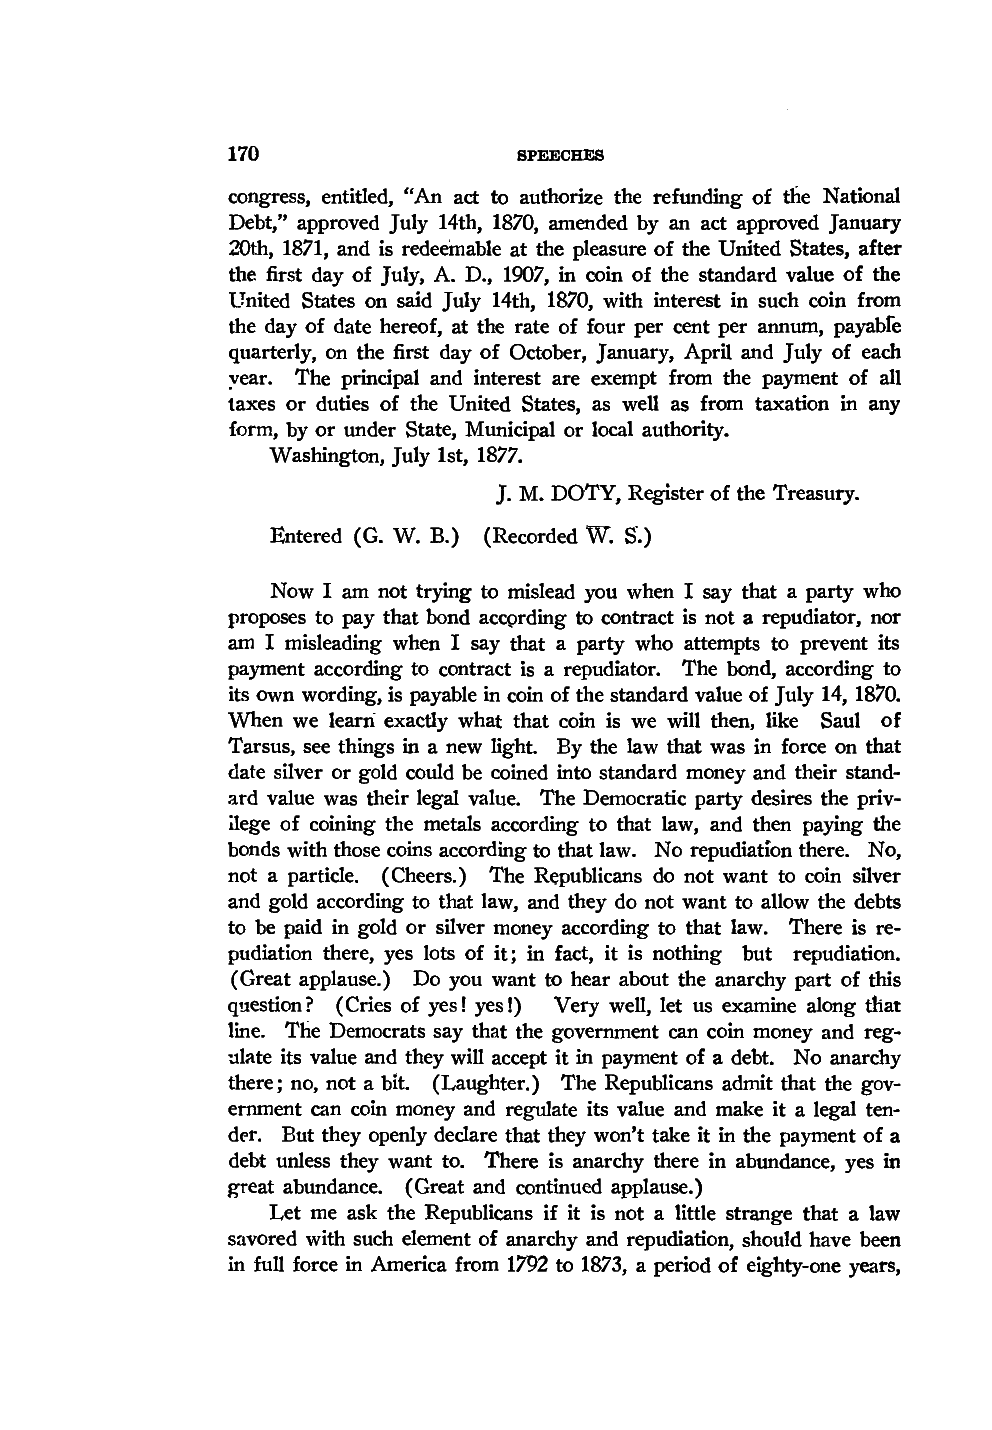 170 SPEECHES
congress, entitled, “An act to authorize the refunding of the National
Debt,” approved July 14th, 1870, amended by an act approved January
20th, 1871, and is redeemable at the pleasure of the United States, after
the first day of July, A. D., 1907, in coin of the standard value of the
United States on said July 14th, 1870, with interest in such coin from
the day of date hereof, at the rate of four per cent per annum, payable
quarterly, on the first day of October, January, April and July of each
year. The principal and interest are exempt from the payment of all
taxes or duties of the United States, as well as from taxation in any
form, by or under State, Municipal or local authority.
Washington, July 1st, 1877.
J. M. DOTY, Register of the Treasury.
Entered (G. W. B.) (Recorded W. S.)
Now I am not trying to mislead you when I say that a party who
proposes to pay that bond according to contract is not a repudiator, nor
am I misleading when I say that a party who attempts to prevent its
payment according to contract is a repudiator. The bond, according to
its own wording, is payable in coin of the standard value of July 14, 1870.
When we learn exactly what that coin is we will then, like Saul of
Tarsus, see things in a new light. By the law that was in force on that
date silver or gold could be coined into standard money and their stand-
ard value was their legal value. The Democratic party desires the priv-
ilege of coining the metals according to that law, and then paying the
bonds with those coins according to that law. No repudiation there. No,
not a particle. (Cheers.) The Republicans do not want to coin silver
and gold according to that law, and they do not want to allow the debts
to be paid in gold or silver money according to that law. There is re-
pudiation there, yes lots of it; in fact, it is nothing but repudiation.
(Great applause.) Do you want to hear about the anarchy part of this
question? (Cries of yes! yes!) Very well, let us examine along that
line. The Democrats say that the government can coin money and reg-
ulate its value and they will accept it in payment of a debt. No anarchy
there; no, not a bit. (Laughter.) The Republicans admit that the gov-
ernment can coin money and regulate its value and make it a legal ten-
der. But they openly declare that they won’t take it in the payment of a
debt unless they want to. There is anarchy there in abundance, yes in
great abundance. (Great and continued applause.)
Let me ask the Republicans if it is not a little strange that a law
savored with such element of anarchy and repudiation, should have been
in full force in America from 1792 to 1873, a period of eighty-one years,